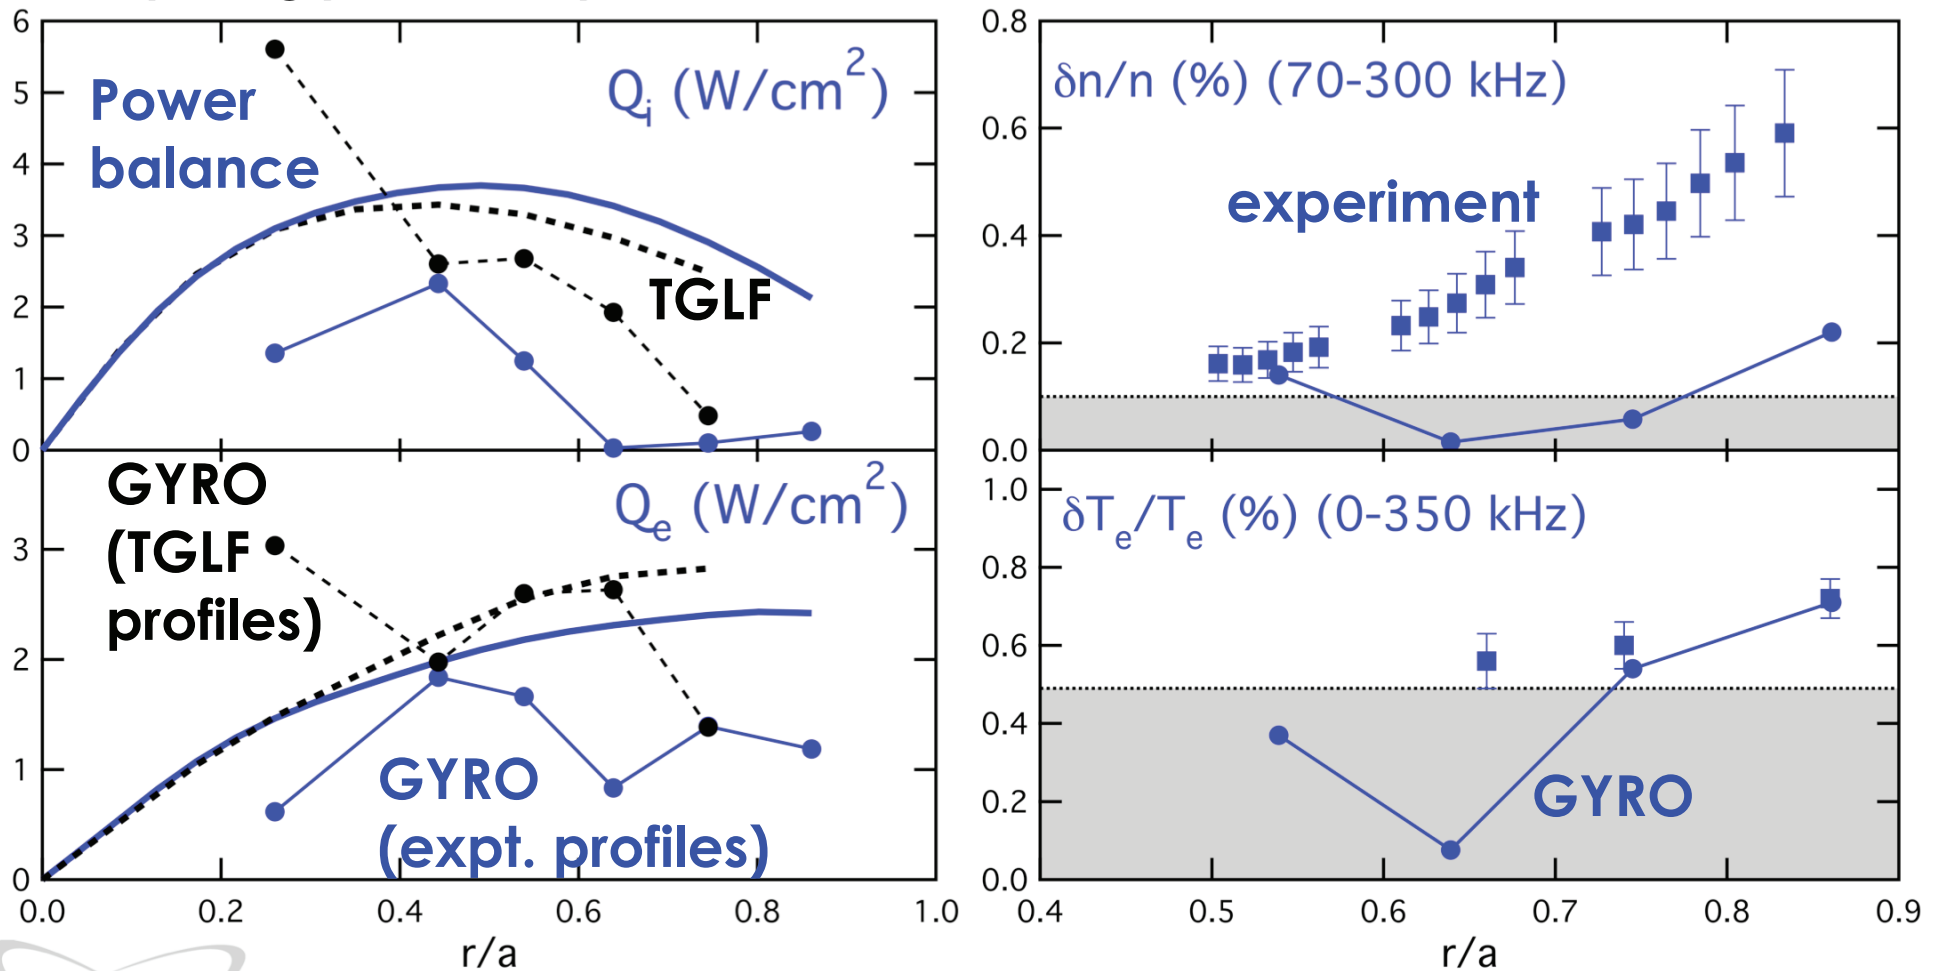 6
5
4
3
2
1
0
Power
balance
Qi (W/cm2)
TGLF
3
2
1
0
GYRO
(TGLF
profiles)
Qe (W/cm2)
GYRO
(expt. profiles)
0.0 0.2 0.4 0.6 0.8 1.0
r/a
0.8
0.6
0.4
0.2
0.0
δn/n (%) (70-300 kHz)
experiment
1.0
0.8
0.6
0.4
0.2
0.0
δTe/Te (%) (0-350 kHz)
GYRO
0.4 0.5 0.6 0.7 0.8 0.9
r/a